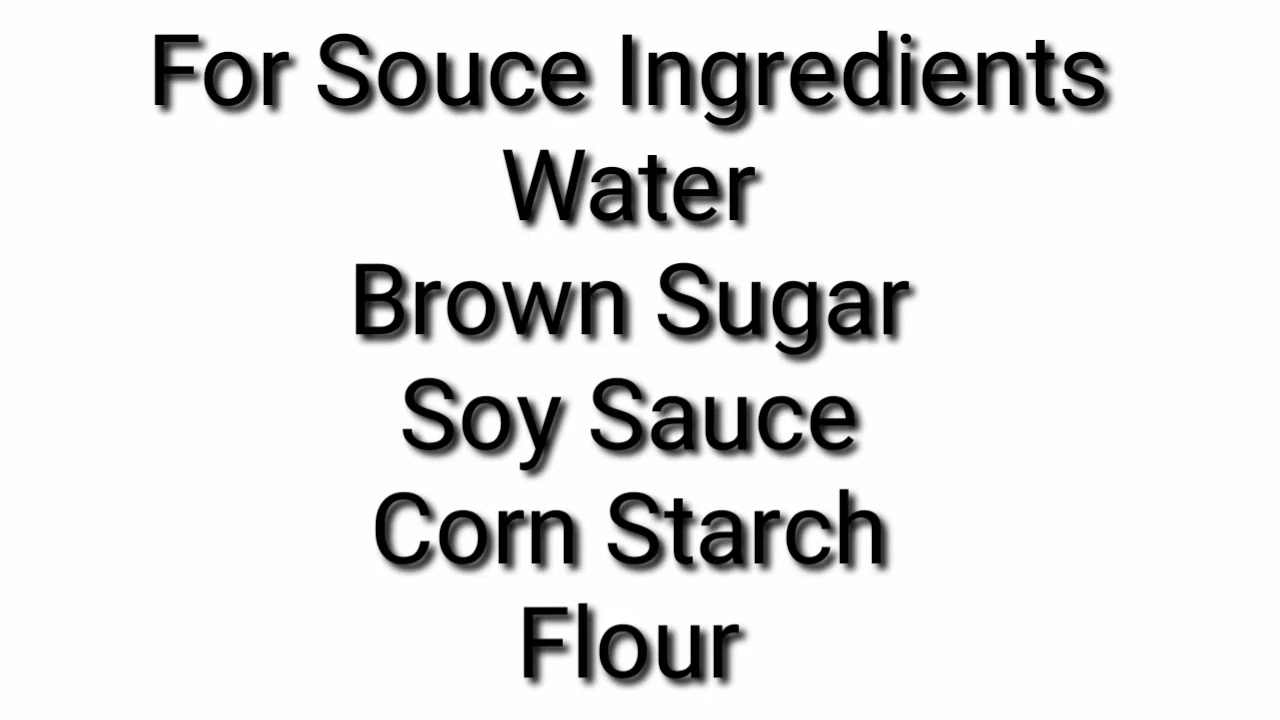 For Souce Ingredients
Water
Brown Sugar
Soy Sauce
Corn Starch
Flour